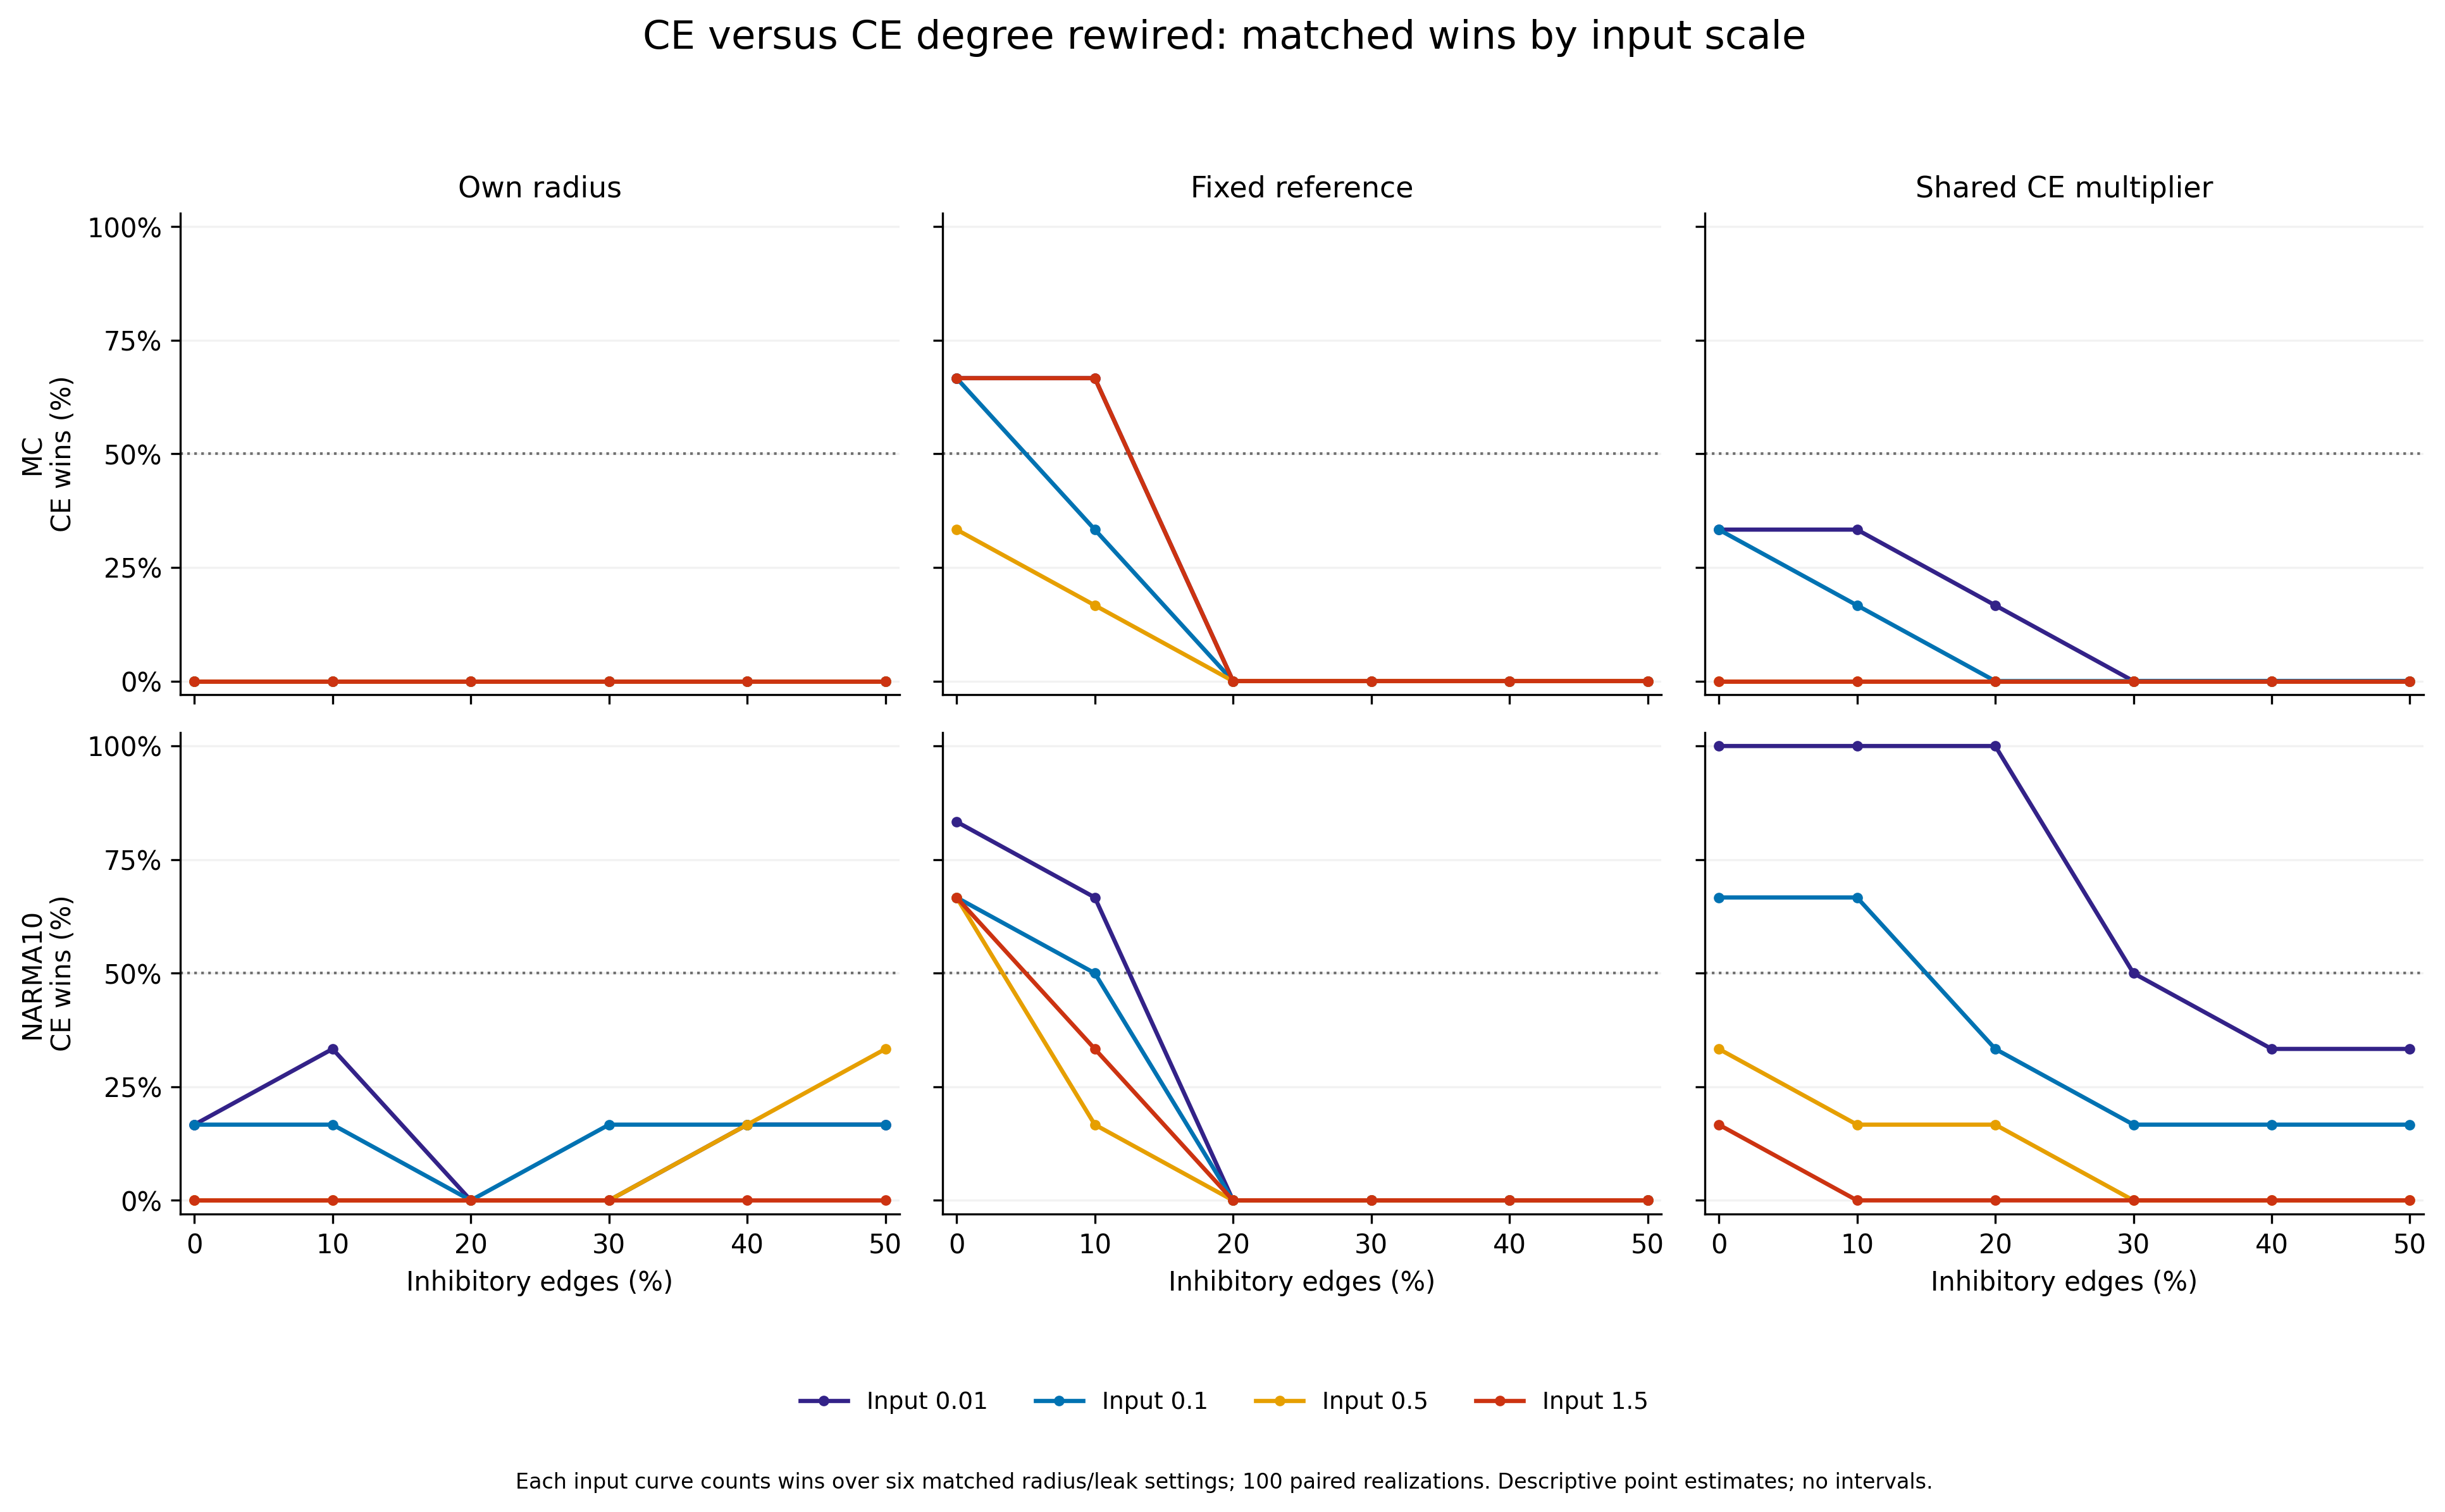 CE versus CE degree rewired: matched wins by input scale
Own radius
Fixed reference
Shared CE multiplier
MC
CE wins (%)
100%
75%
50%
25%
0%
NARMA10
CE wins (%)
100%
75%
50%
25%
0%
0 10 20 30 40 50
0 10 20 30 40 50
0 10 20 30 40 50
Inhibitory edges (%)
Inhibitory edges (%)
Inhibitory edges (%)
Input 0.01
Input 0.1
Input 0.5
Input 1.5
Each input curve counts wins over six matched radius/leak settings; 100 paired realizations. Descriptive point estimates; no intervals.